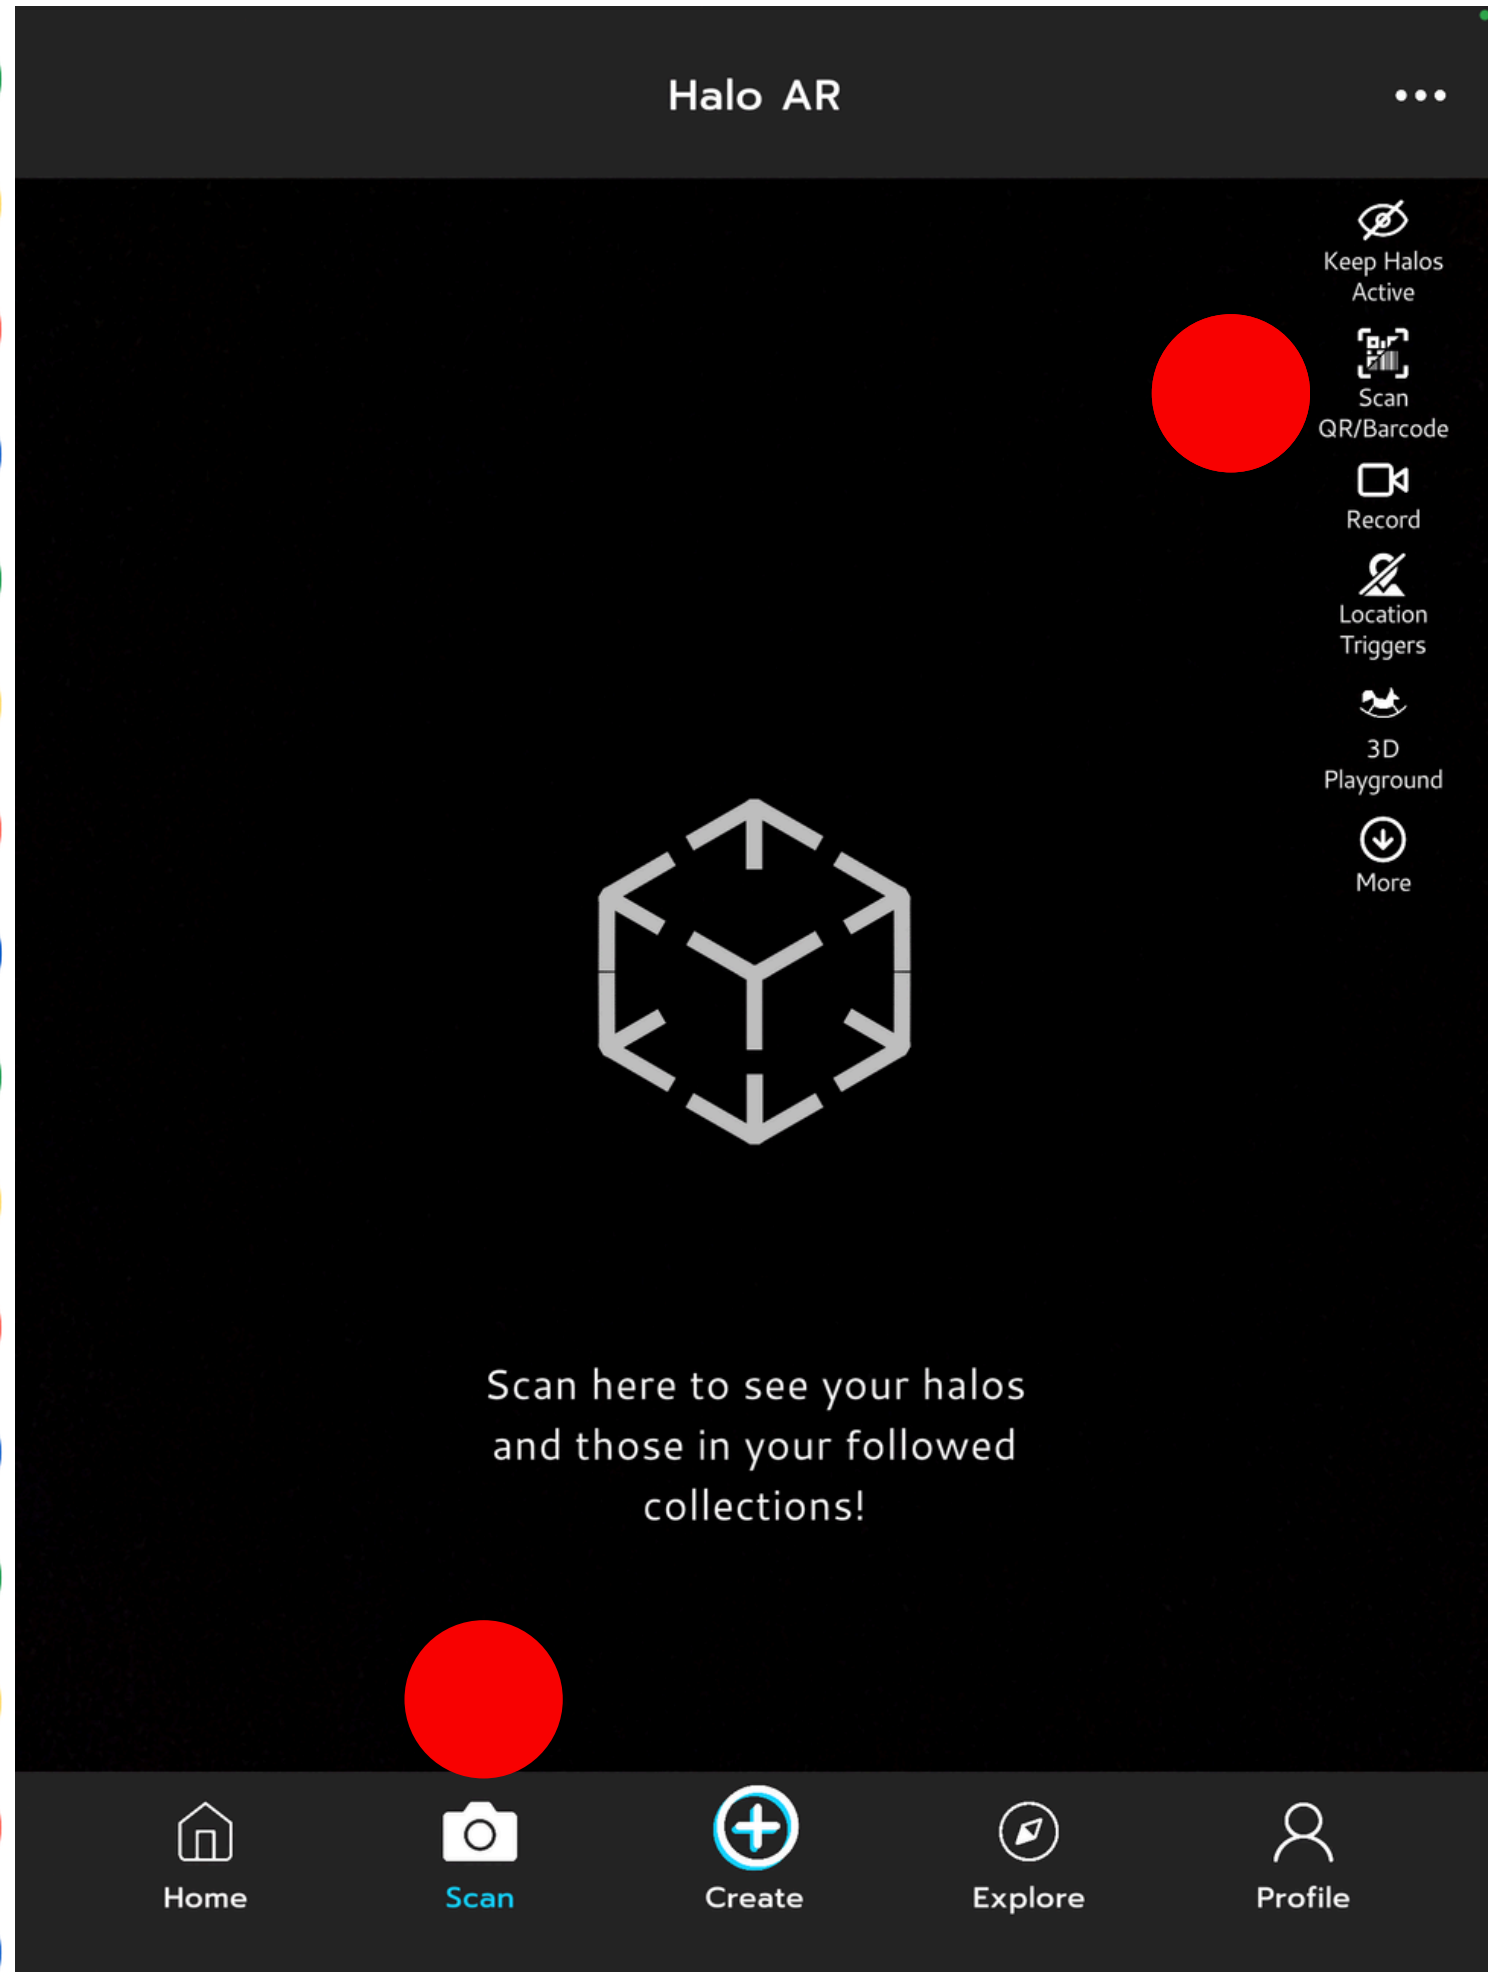 Halo AR
Keep Halos
Active
Scan
QR/Barcode
Record
Location
Triggers
3D
Playground
More
Scan here to see your halos
and those in your followed
collections!
Home
Scan
Create
Explore
Profile